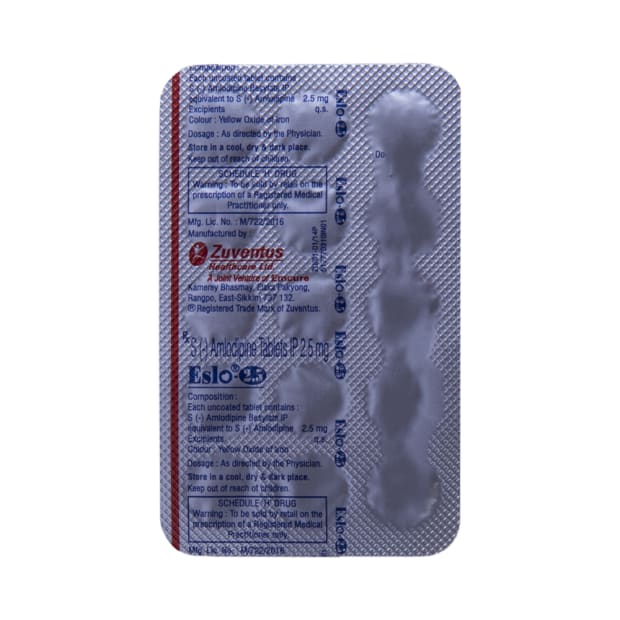 Composition :
Each uncoated tablet contains
S (-) Amlodipine Besylate IP
equivalent to S (-) Amlodipine 2.5 mg
Excipients q.s.
Colour : Yellow Oxide of Iron
Dosage : As directed by the Physician.
Store in a cool, dry & dark place.
Keep out of reach of children.
SCHEDULE 'H' DRUG
Warning : To be sold by retail on the
prescription of a Registered Medical
Practitioner only.
Mfg. Lic. No. : M/722/2016
Manufactured by :
Zuventus
Healthcare Ltd.
A Joint Venture of Emcure
Kamerey Bhasmay, Elaka Pakyong,
Rangpo, East-Sikkim 737 132.
® Registered Trade Mark of Zuventus.
Rx S (-) Amlodipine Tablets IP 2.5 mg
Eslo®-2.5
Composition :
Each uncoated tablet contains :
S (-) Amlodipine Besylate IP
equivalent to S (-) Amlodipine 2.5 mg
Excipients q.s.
Colour : Yellow Oxide of Iron
Dosage : As directed by the Physician.
Store in a cool, dry & dark place.
Keep out of reach of children.
SCHEDULE 'H' DRUG
Warning : To be sold by retail on the
prescription of a Registered Medical
Practitioner only.
Mfg. Lic. No. : M/722/2016
Eslo-2.5
Eslo-2.5
Eslo-2.5
Eslo-2.5
Eslo-2.5
Eslo-2.5
Do